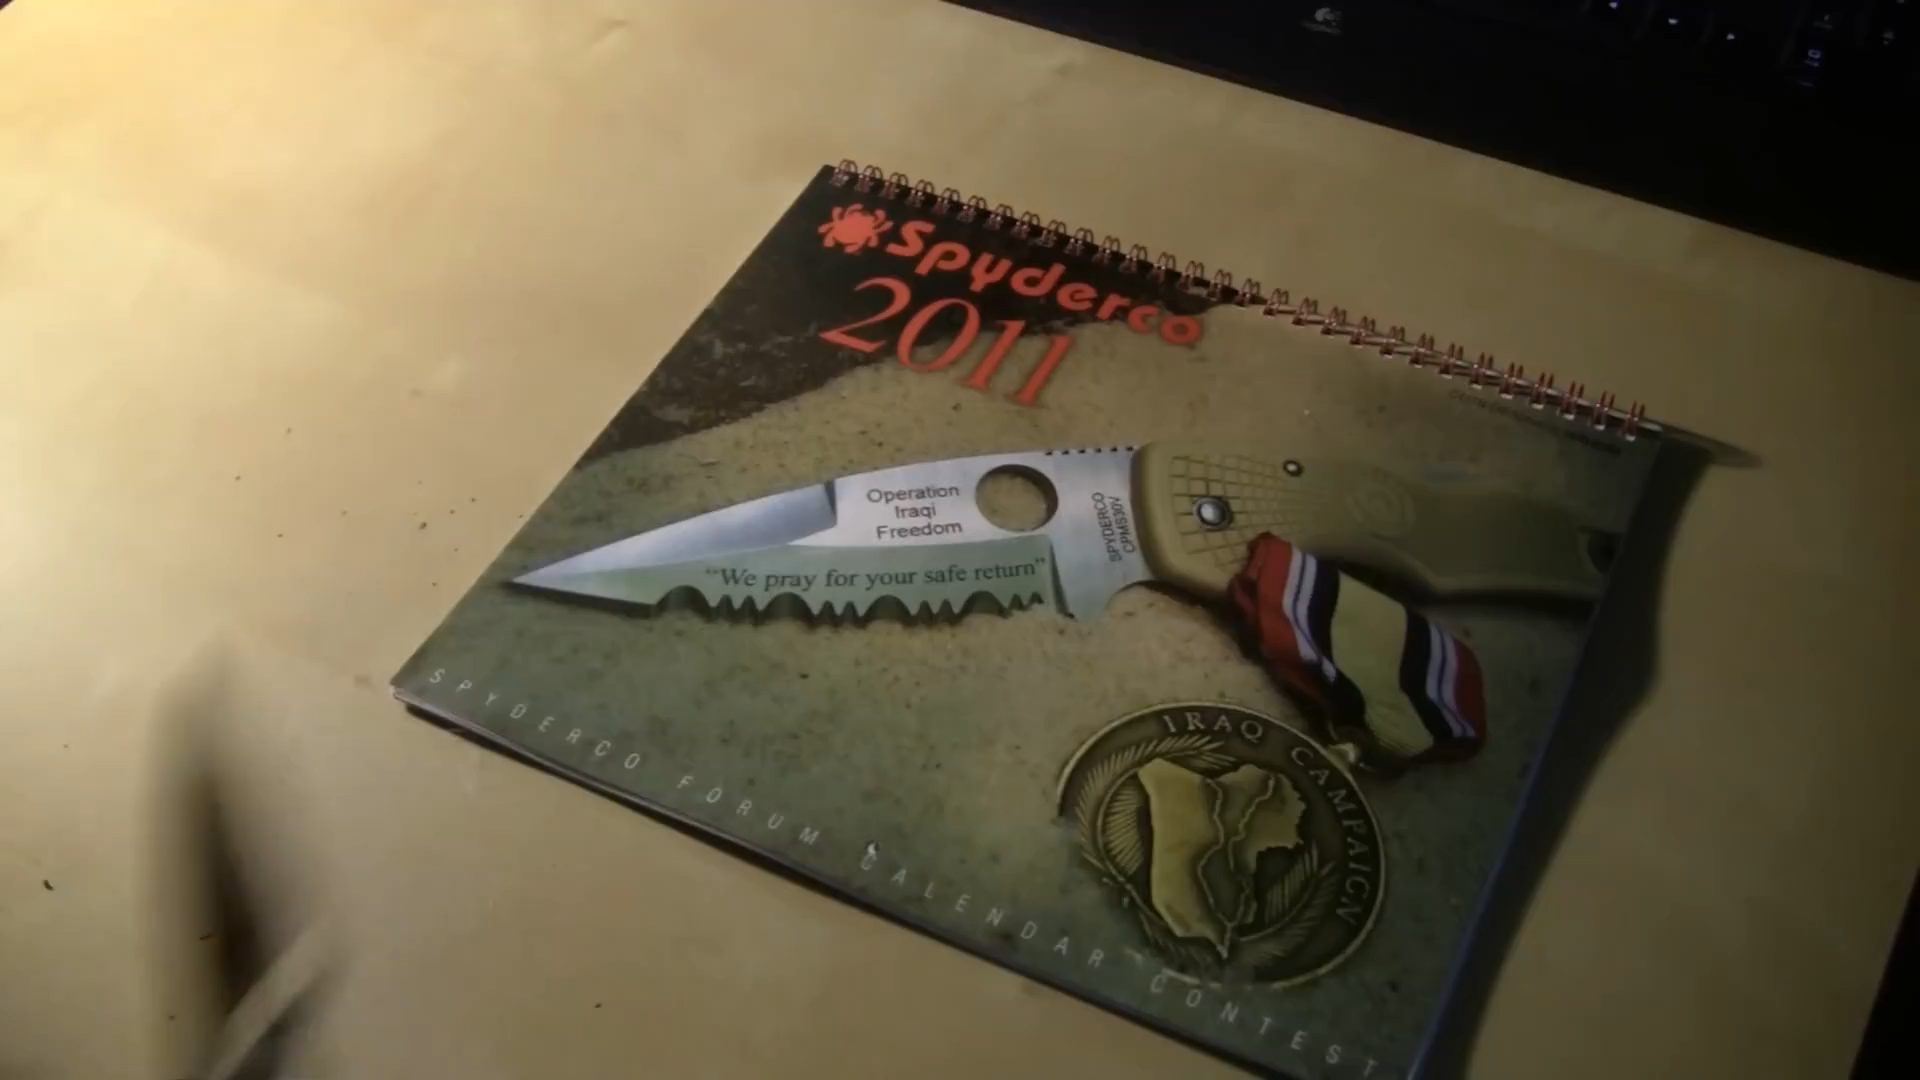 Spyderco
2011
Operation
Iraqi
Freedom
"We pray for your safe return"
SPYDERCO
CPMS30V
IRAQ CAMPAIGN
SPYDERCO FORUM CALENDAR CONTEST